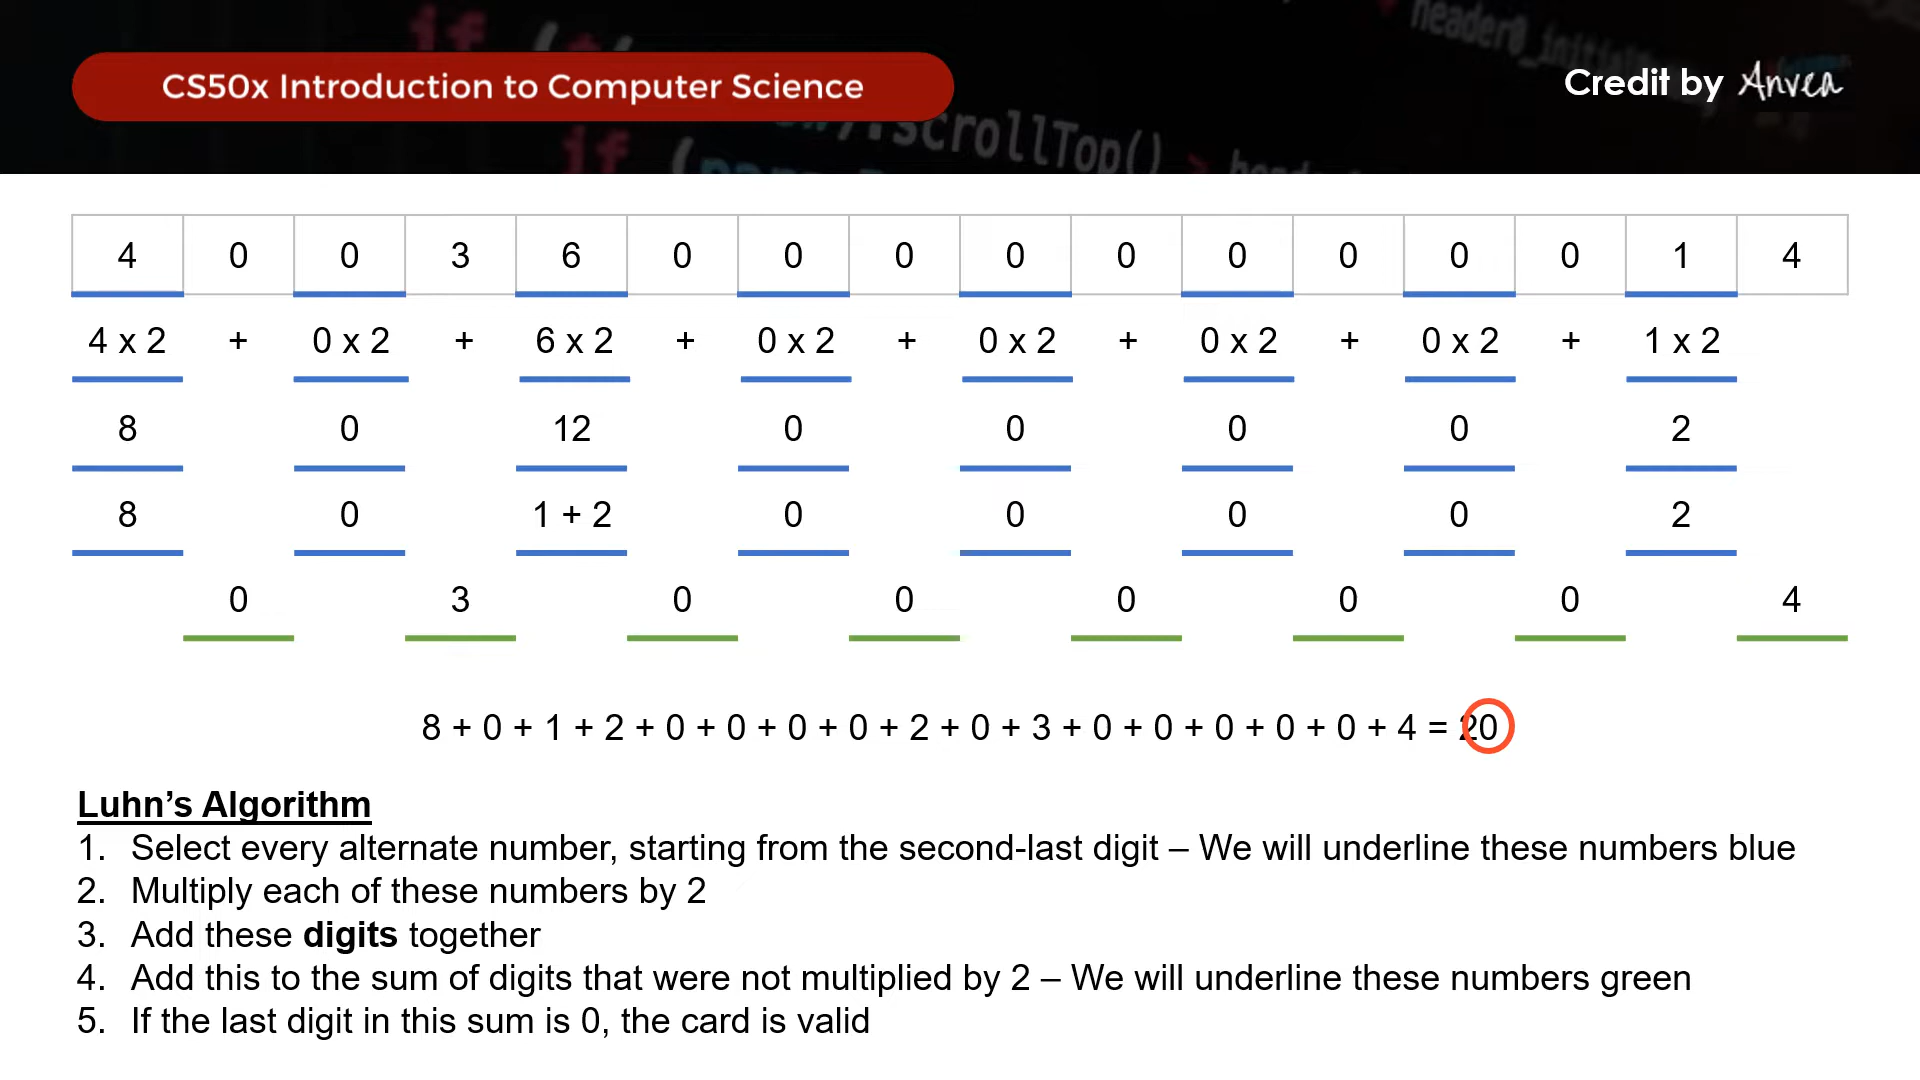 if (
header0_initi
CS50x Introduction to Computer Science
Credit by Anvea
.scrollTop() > head
if (
4 0 0 3 6 0 0 0 0 0 0 0 0 0 1 4
4 x 2 + 0 x 2 + 6 x 2 + 0 x 2 + 0 x 2 + 0 x 2 + 0 x 2 + 1 x 2
8 0 12 0 0 0 0 2
8 0 1 + 2 0 0 0 0 2
0 3 0 0 0 0 0 4
8 + 0 + 1 + 2 + 0 + 0 + 0 + 0 + 2 + 0 + 3 + 0 + 0 + 0 + 0 + 0 + 4 = 20
Luhn’s Algorithm
1. Select every alternate number, starting from the second-last digit – We will underline these numbers blue
2. Multiply each of these numbers by 2
3. Add these digits together
4. Add this to the sum of digits that were not multiplied by 2 – We will underline these numbers green
5. If the last digit in this sum is 0, the card is valid